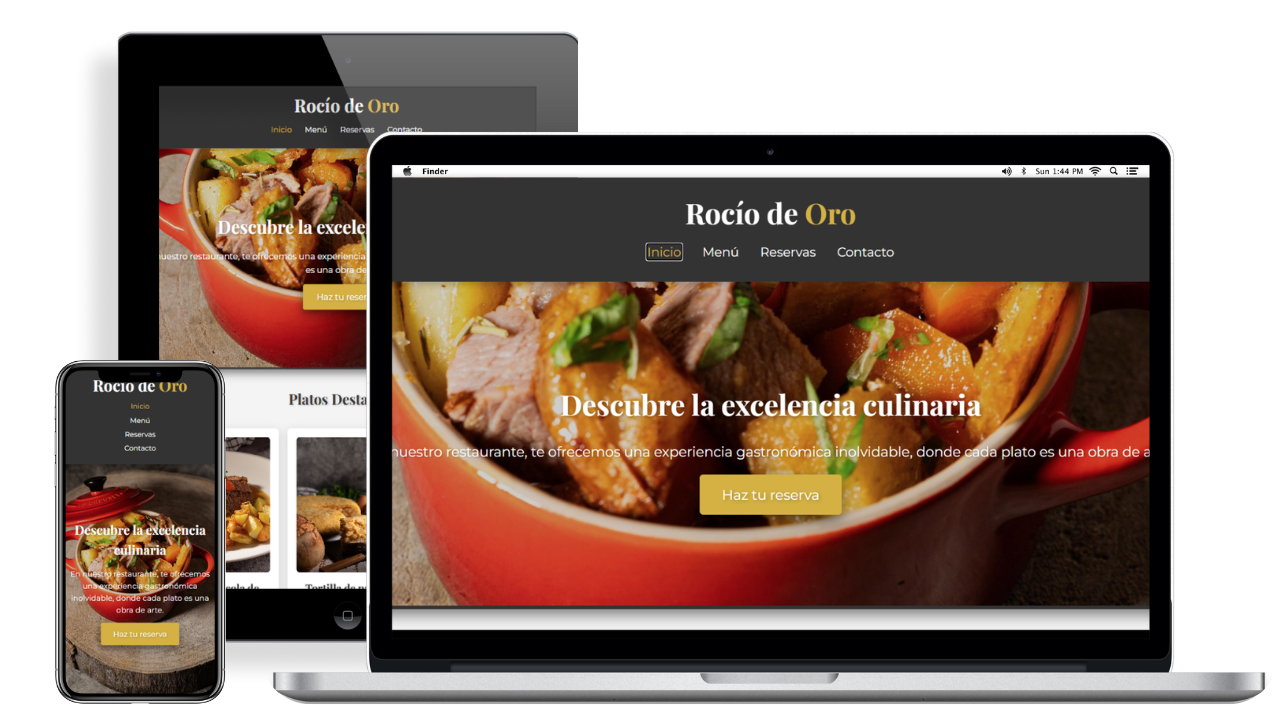 Rocío de Oro
Inicio Menú Reservas Contacto
Descubre la excele
nuestro restaurante, te ofrecemos una experiencia
es una obra de
Haz tu reser
Platos Desta
Tortilla de p
Finder
Sun 1:44 PM
Rocío de Oro
Inicio Menú Reservas Contacto
Descubre la excelencia culinaria
nuestro restaurante, te ofrecemos una experiencia gastronómica inolvidable, donde cada plato es una obra de a
Haz tu reserva
Rocío de Oro
Inicio
Menú
Reservas
Contacto
Descubre la excelencia
culinaria
En nuestro restaurante, te ofrecemos
una experiencia gastronómica
inolvidable, donde cada plato es una
obra de arte.
Haz tu reserva